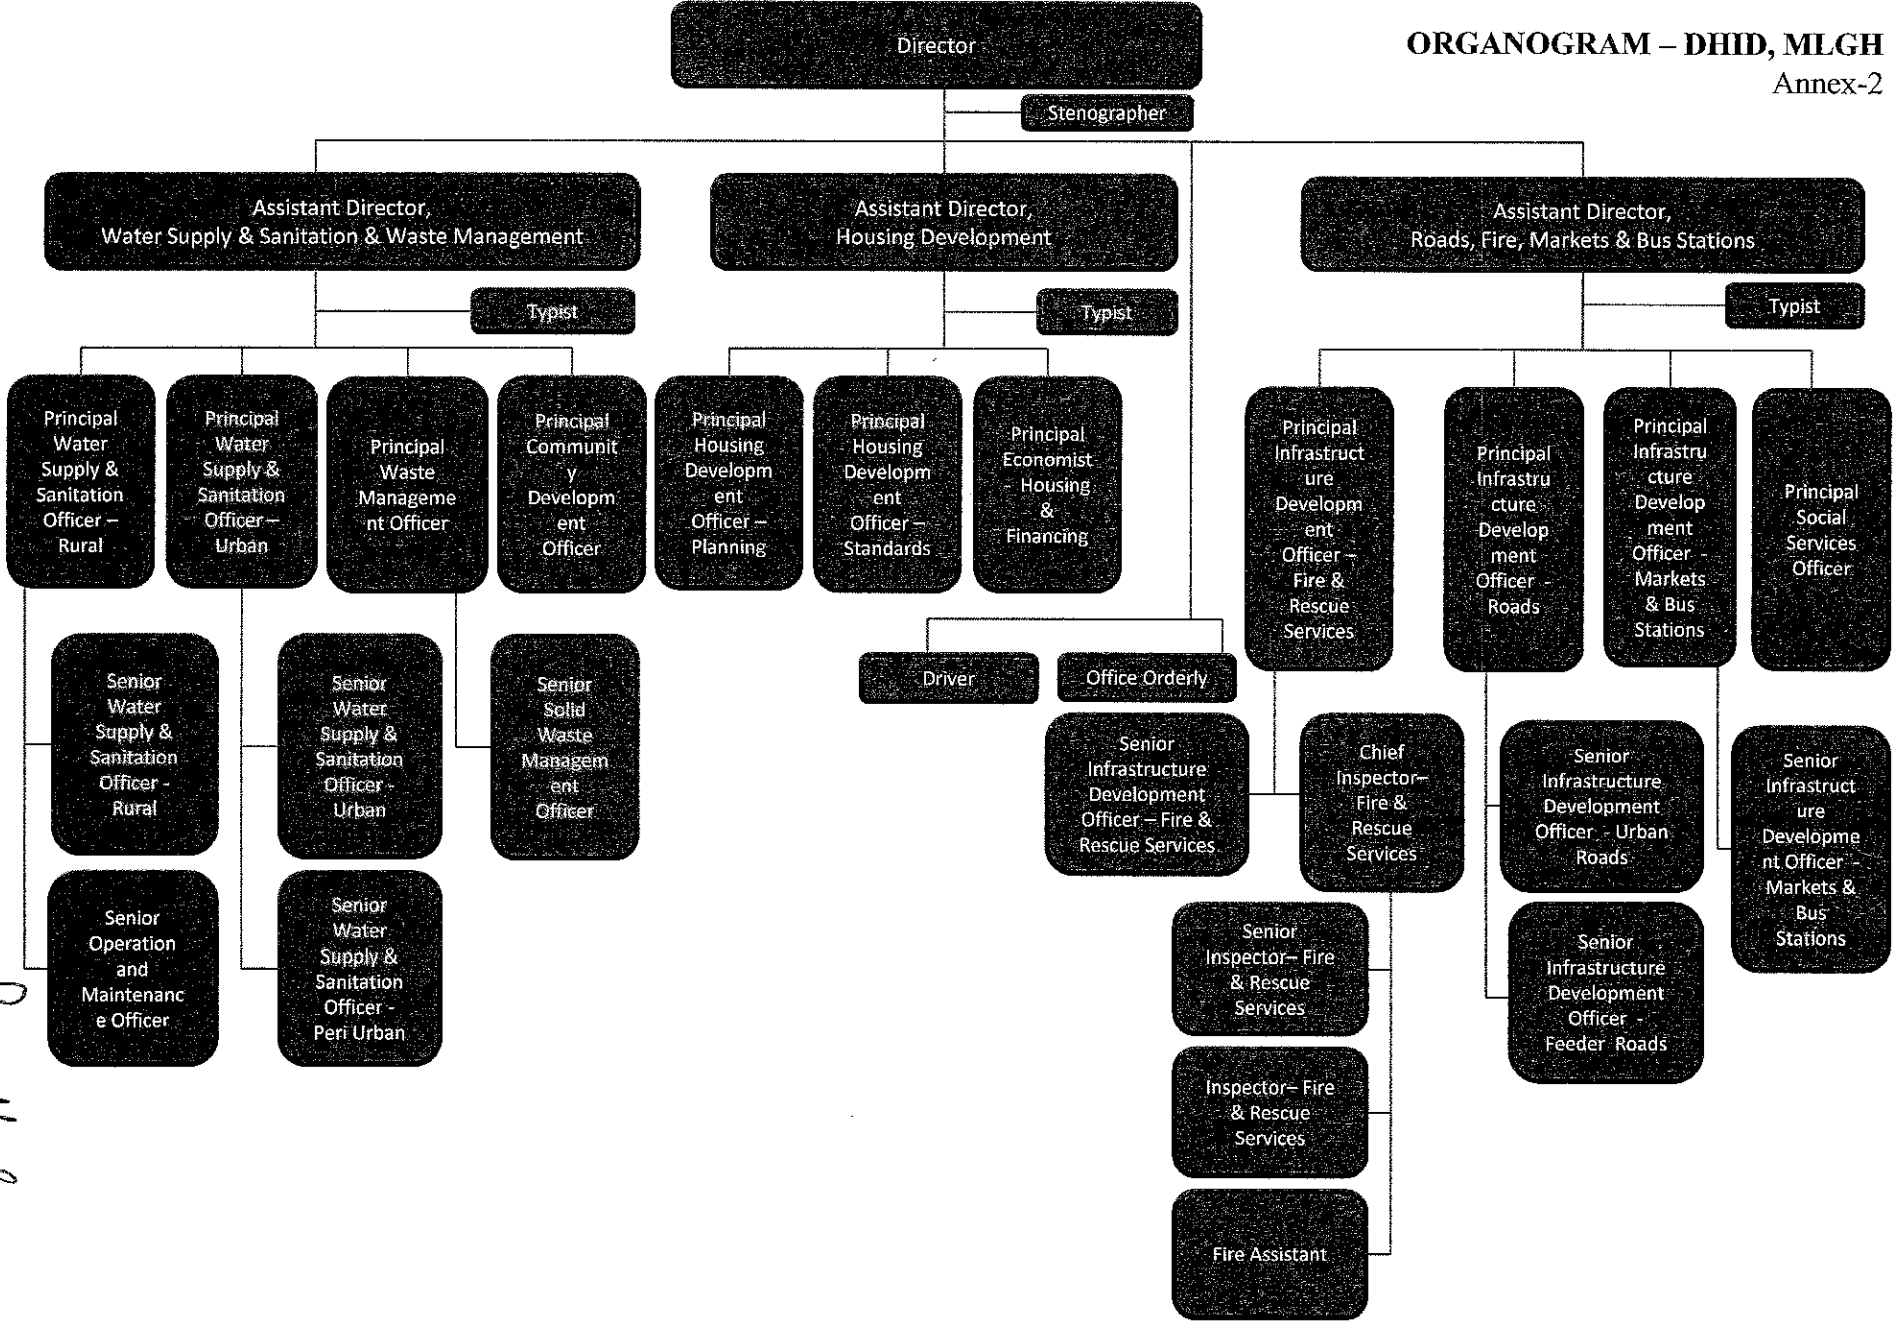 ORGANOGRAM – DHID, MLGH
Annex-2
Director
Stenographer
Assistant Director,
Water Supply & Sanitation & Waste Management
Assistant Director,
Housing Development
Assistant Director,
Roads, Fire, Markets & Bus Stations
Typist
Typist
Typist
Principal
Water
Supply &
Sanitation
Officer –
Rural
Principal
Water
Supply &
Sanitation
Officer –
Urban
Principal
Waste
Manageme
nt Officer
Principal
Communit
y
Developm
ent
Officer
Principal
Housing
Developm
ent
Officer –
Planning
Principal
Housing
Developm
ent
Officer –
Standards
Principal
Economist
- Housing
&
Financing
Principal
Infrastruct
ure
Developm
ent
Officer –
Fire &
Rescue
Services
Principal
Infrastru
cture
Develop
ment
Officer -
Roads
Principal
Infrastru
cture
Develop
ment
Officer -
Markets
& Bus
Stations
Principal
Social
Services
Officer
Driver
Office Orderly
Senior
Water
Supply &
Sanitation
Officer -
Rural
Senior
Water
Supply &
Sanitation
Officer -
Urban
Senior
Solid
Waste
Managem
ent
Officer
Senior
Infrastructure
Development
Officer – Fire &
Rescue Services
Chief
Inspector–
Fire &
Rescue
Services
Senior
Infrastructure
Development
Officer - Urban
Roads
Senior
Infrastruct
ure
Developme
nt Officer -
Markets &
Bus
Stations
Senior
Operation
and
Maintenanc
e Officer
Senior
Water
Supply &
Sanitation
Officer -
Peri Urban
Senior
Inspector– Fire
& Rescue
Services
Senior
Infrastructure
Development
Officer -
Feeder Roads
Inspector– Fire
& Rescue
Services
Fire Assistant